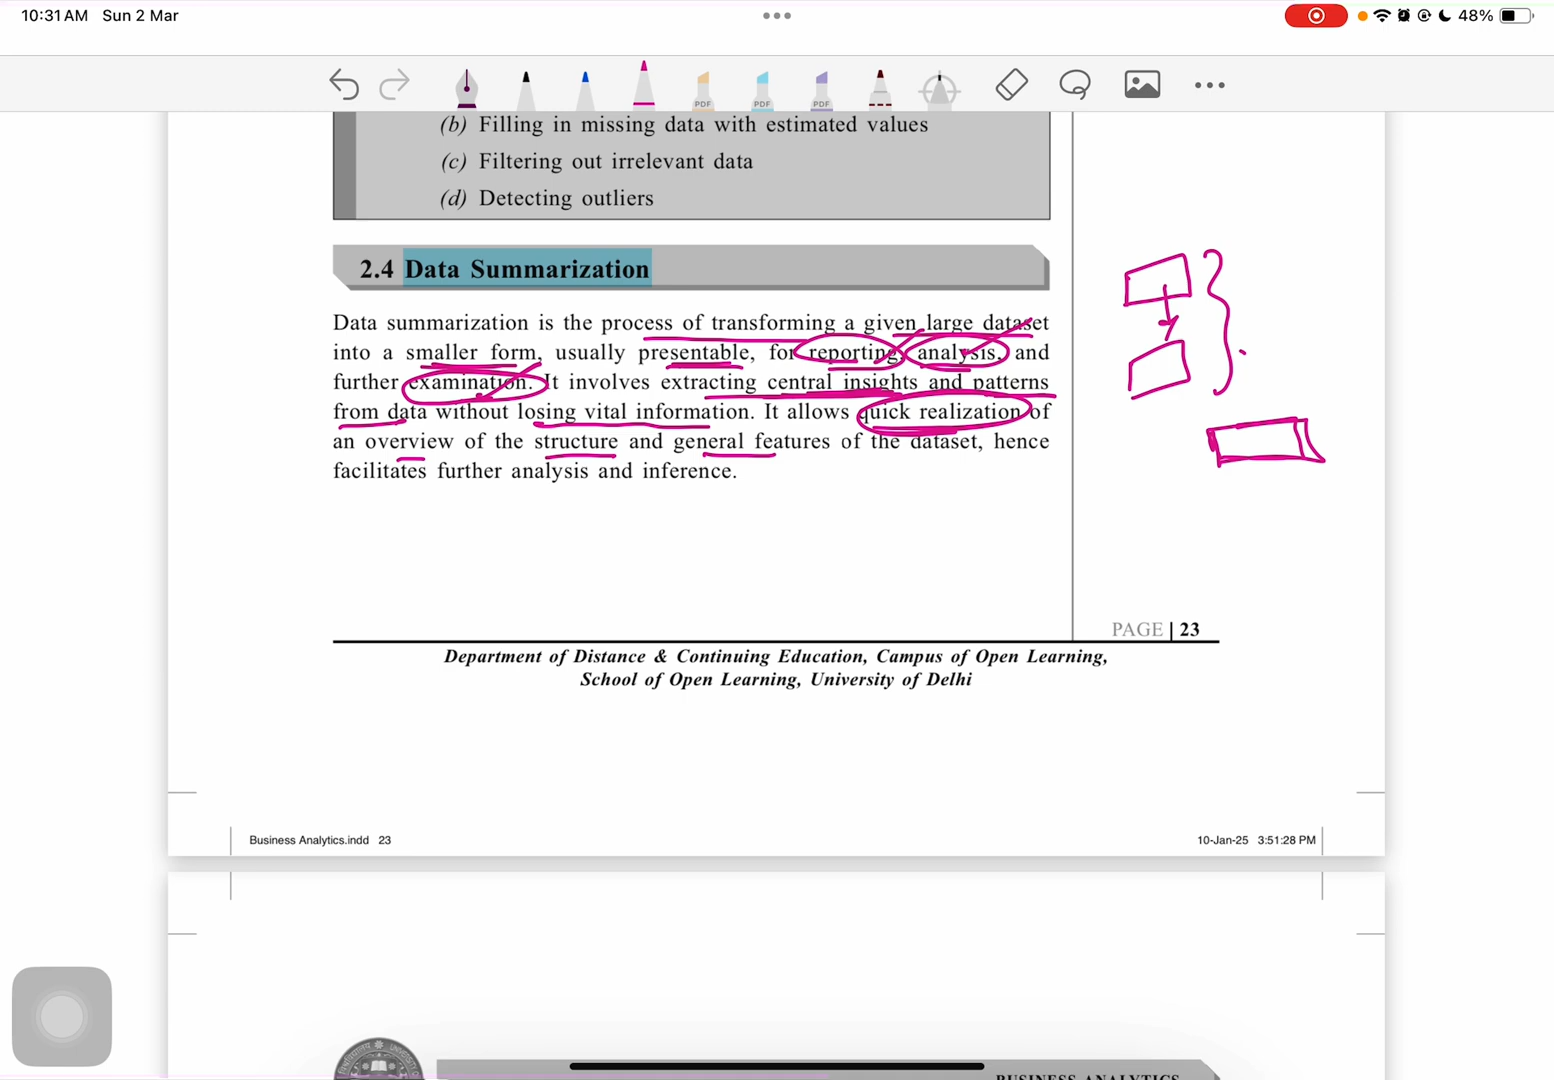 10:31 AM Sun 2 Mar
48%
PDF PDF PDF
(b) Filling in missing data with estimated values
(c) Filtering out irrelevant data
(d) Detecting outliers
2.4 Data Summarization
Data summarization is the process of transforming a given large dataset
into a smaller form, usually presentable, for reporting, analysis, and
further examination. It involves extracting central insights and patterns
from data without losing vital information. It allows quick realization of
an overview of the structure and general features of the dataset, hence
facilitates further analysis and inference.
PAGE | 23
Department of Distance & Continuing Education, Campus of Open Learning,
School of Open Learning, University of Delhi
Business Analytics.indd 23
10-Jan-25 3:51:28 PM
BUSINESS ANALYTICS